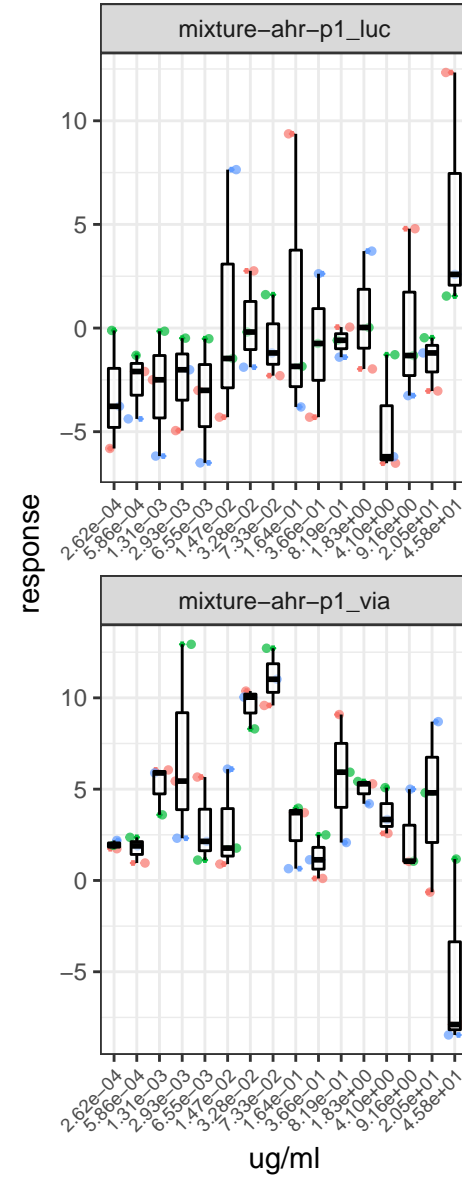 mixture−ahr−p1_luc
10
5
0
−5
2.62e−04
5.86e−04
1.31e−03
2.93e−03
6.55e−03
1.47e−02
3.28e−02
7.33e−02
1.64e−01
3.66e−01
8.19e−01
1.83e+00
4.10e+00
9.16e+00
2.05e+01
4.58e+01
response
mixture−ahr−p1_via
10
5
0
−5
2.62e−04
5.86e−04
1.31e−03
2.93e−03
6.55e−03
1.47e−02
3.28e−02
7.33e−02
1.64e−01
3.66e−01
8.19e−01
1.83e+00
4.10e+00
9.16e+00
2.05e+01
4.58e+01
ug/ml